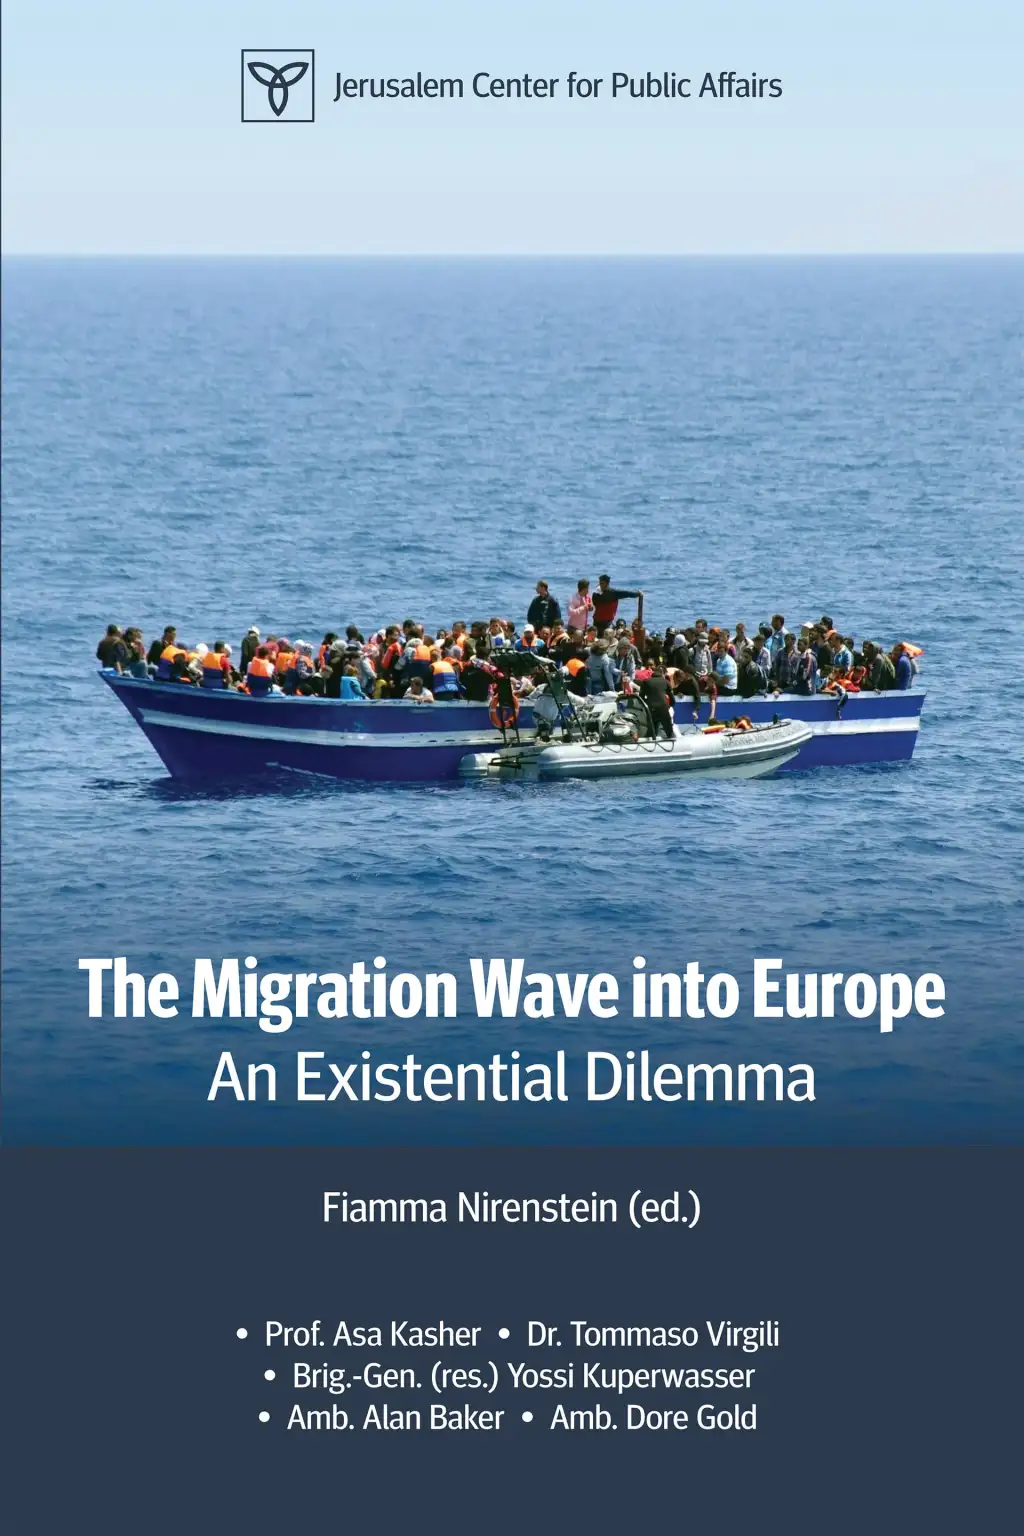 Jerusalem Center for Public Affairs
The Migration Wave into Europe
An Existential Dilemma
Fiamma Nirenstein (ed.)
• Prof. Asa Kasher • Dr. Tommaso Virgili
• Brig.-Gen. (res.) Yossi Kuperwasser
• Amb. Alan Baker • Amb. Dore Gold